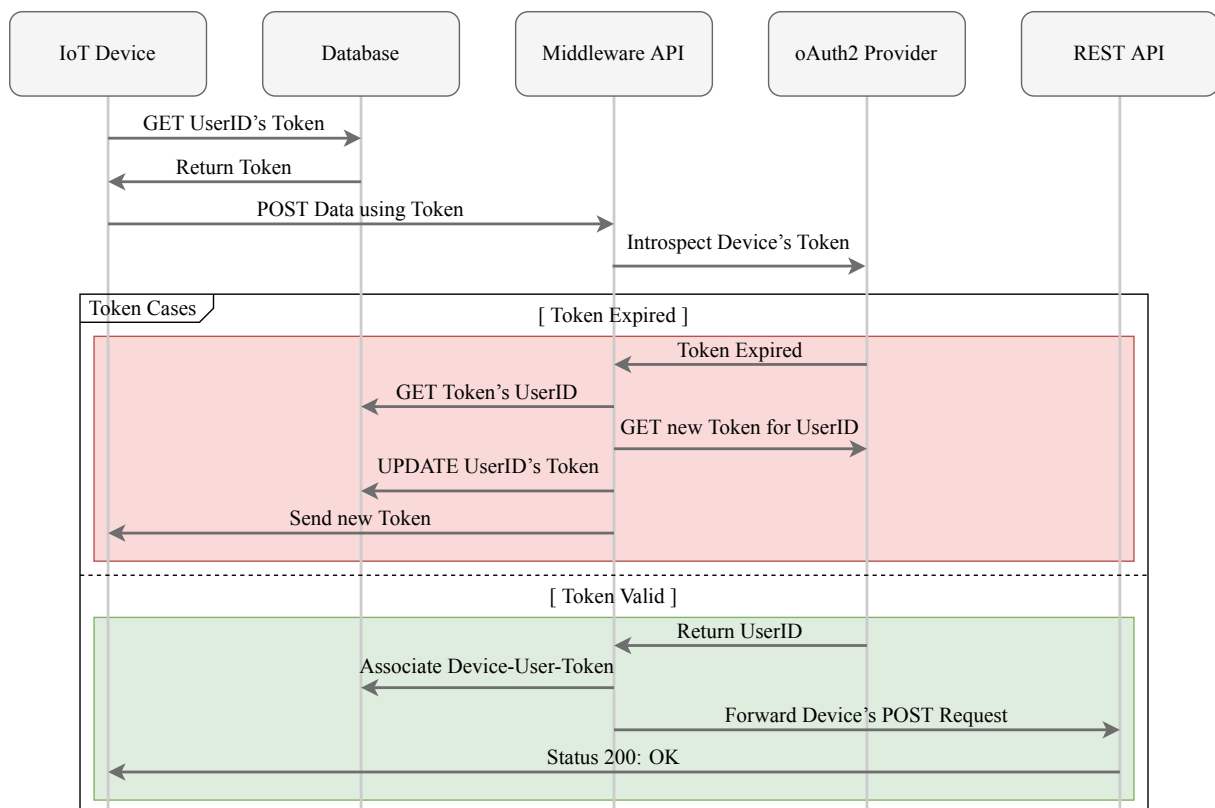 IoT Device
Database
Middleware API
oAuth2 Provider
REST API
GET UserID’s Token
Return Token
POST Data using Token
Introspect Device’s Token
Token Cases
[ Token Expired ]
Token Expired
GET Token’s UserID
GET new Token for UserID
UPDATE UserID’s Token
Send new Token
[ Token Valid ]
Return UserID
Associate Device-User-Token
Forward Device’s POST Request
Status 200: OK